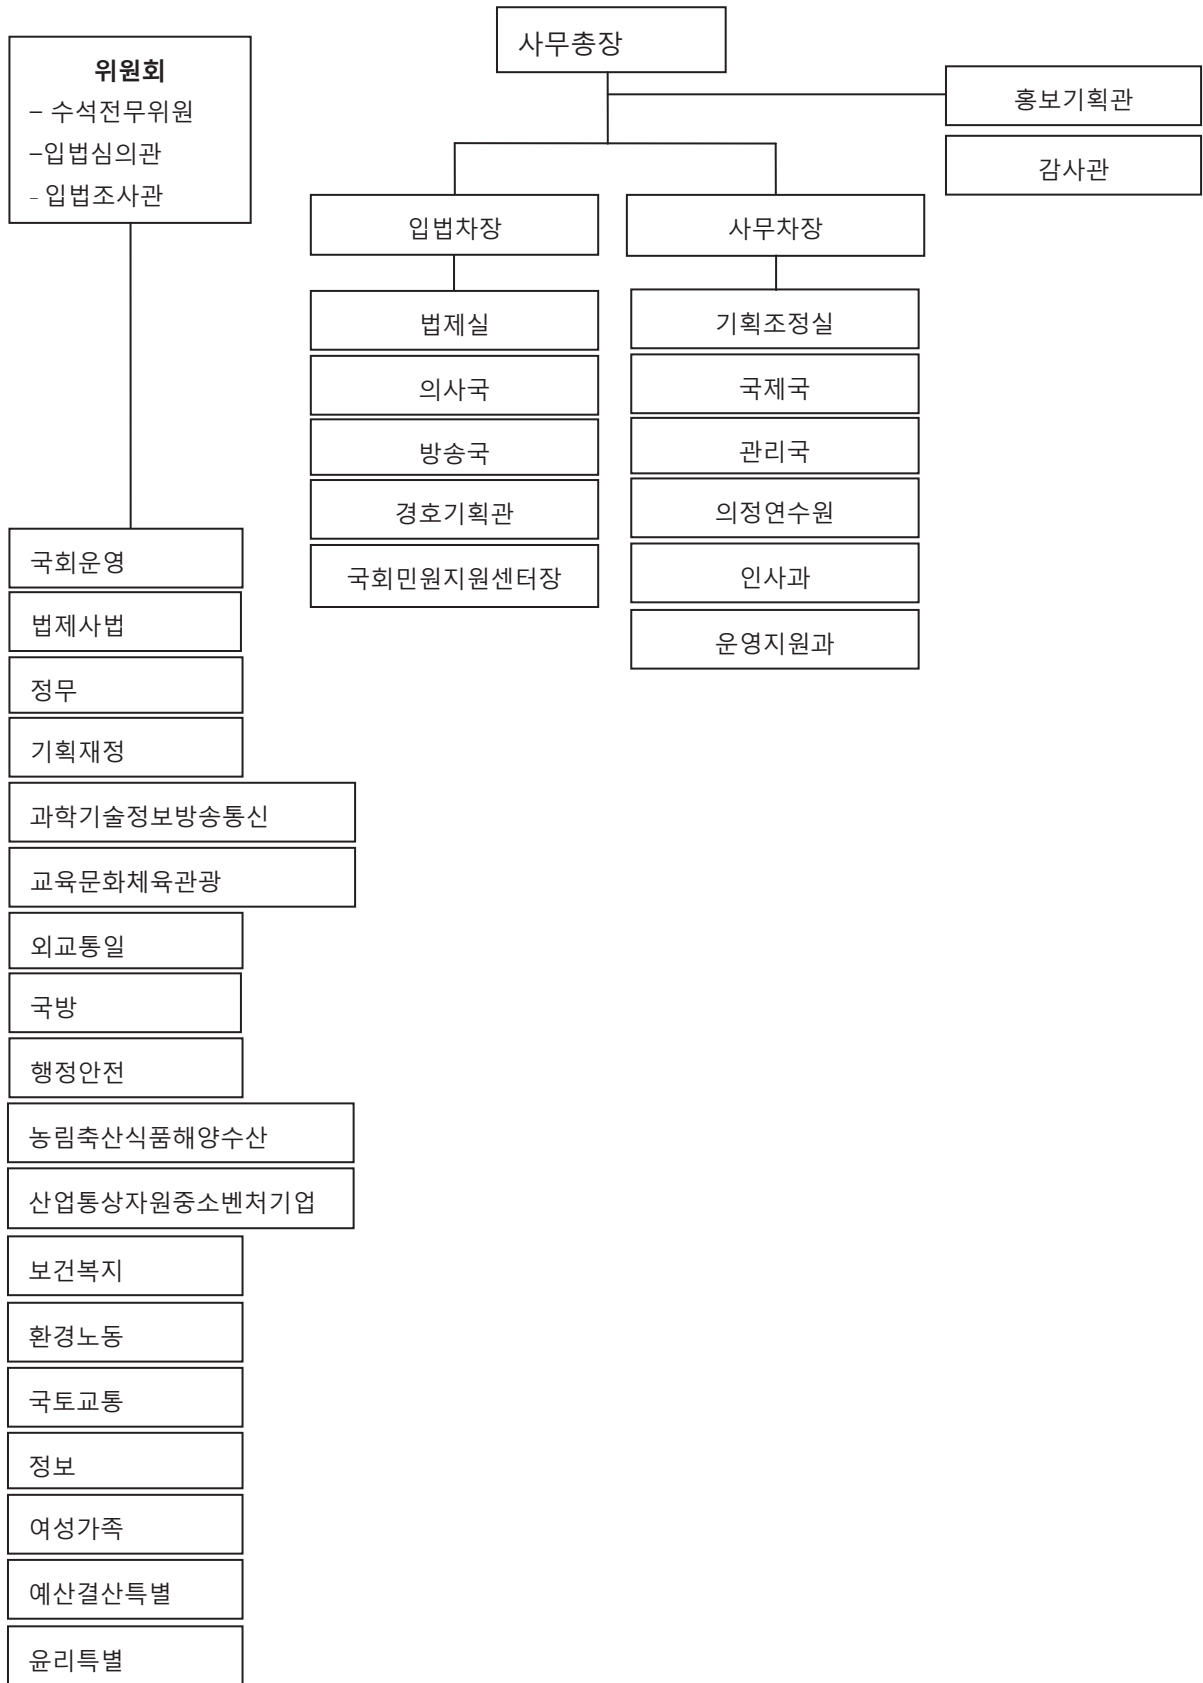 사무총장
위원회
– 수석전무위원
–입법심의관
- 입법조사관
홍보기획관
감사관
입법차장
사무차장
법제실
의사국
방송국
경호기획관
국회민원지원센터장
기획조정실
국제국
관리국
의정연수원
인사과
운영지원과
국회운영
법제사법
정무
기획재정
과학기술정보방송통신
교육문화체육관광
외교통일
국방
행정안전
농림축산식품해양수산
산업통상자원중소벤처기업
보건복지
환경노동
국토교통
정보
여성가족
예산결산특별
윤리특별